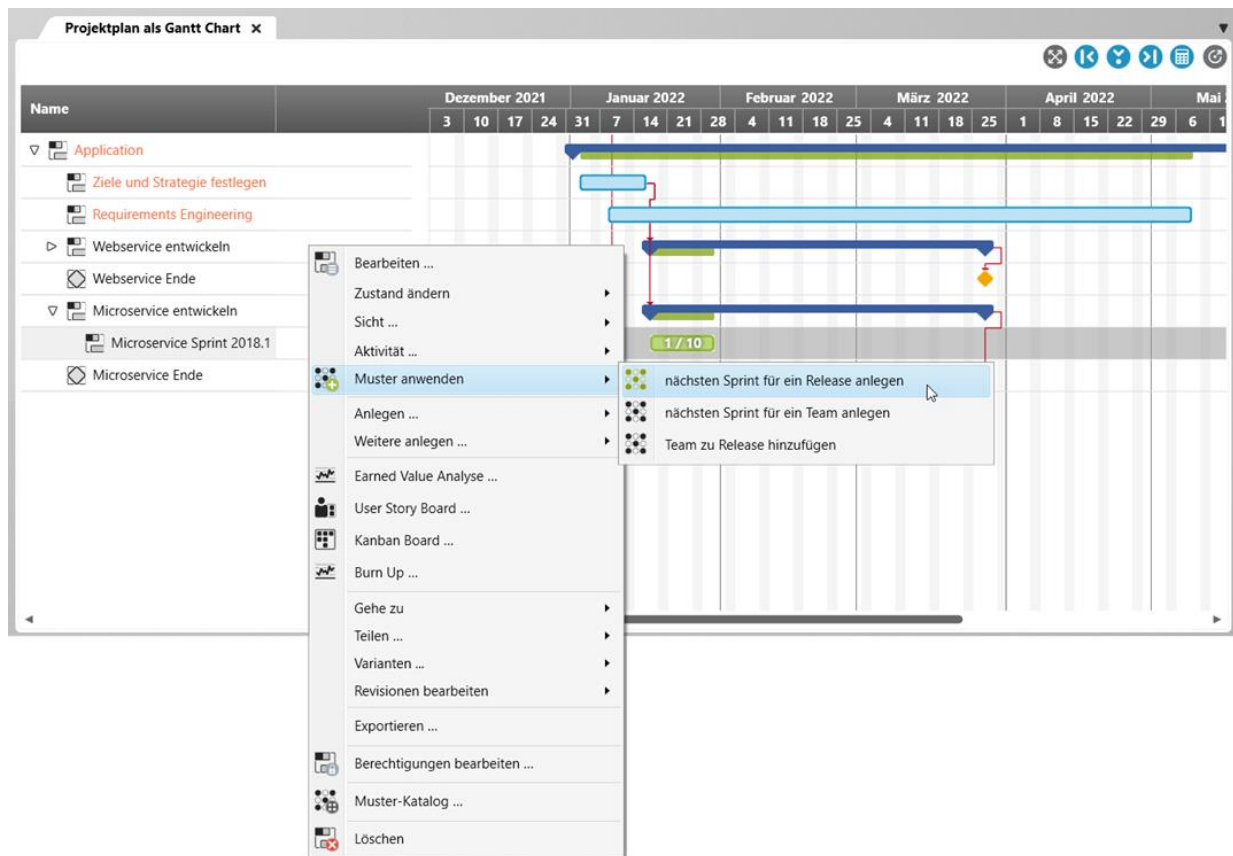 Projektplan als Gantt Chart
Name
Dezember 2021 Januar 2022 Februar 2022 März 2022 April 2022 Mai
3 10 17 24 31 7 14 21 28 4 11 18 25 4 11 18 25 1 8 15 22 29 6 1
Application
Ziele und Strategie festlegen
Requirements Engineering
Webservice entwickeln
Webservice Ende
Microservice entwickeln
Microservice Sprint 2018.1
1 / 10
Microservice Ende
Bearbeiten ...
Zustand ändern
Sicht ...
Aktivität ...
Muster anwenden
nächsten Sprint für ein Release anlegen
nächsten Sprint für ein Team anlegen
Team zu Release hinzufügen
Anlegen ...
Weitere anlegen ...
Earned Value Analyse ...
User Story Board ...
Kanban Board ...
Burn Up ...
Gehe zu
Teilen ...
Varianten ...
Revisionen bearbeiten
Exportieren ...
Berechtigungen bearbeiten ...
Muster-Katalog ...
Löschen